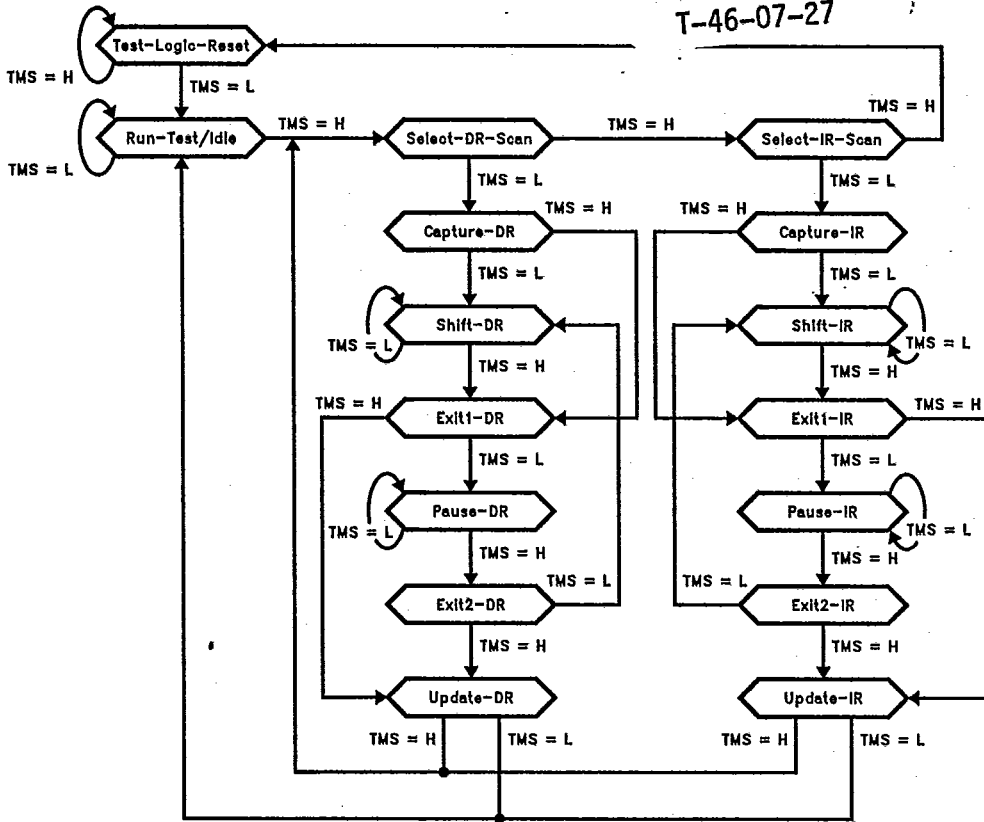 T-46-07-27
Test-Logic-Reset
TMS = H
TMS = L
TMS = H
Run-Test/Idle
TMS = H
Select-DR-Scan
TMS = H
Select-IR-Scan
TMS = L
TMS = L
TMS = L
TMS = H
TMS = H
Capture-DR
Capture-IR
TMS = L
TMS = L
Shift-DR
Shift-IR
TMS = L
TMS = L
TMS = H
TMS = H
TMS = H
TMS = H
Exit1-DR
Exit1-IR
TMS = L
TMS = L
Pause-DR
Pause-IR
TMS = L
TMS = L
TMS = H
TMS = H
TMS = L
TMS = L
Exit2-DR
Exit2-IR
TMS = H
TMS = H
Update-DR
Update-IR
TMS = H
TMS = L
TMS = H
TMS = L